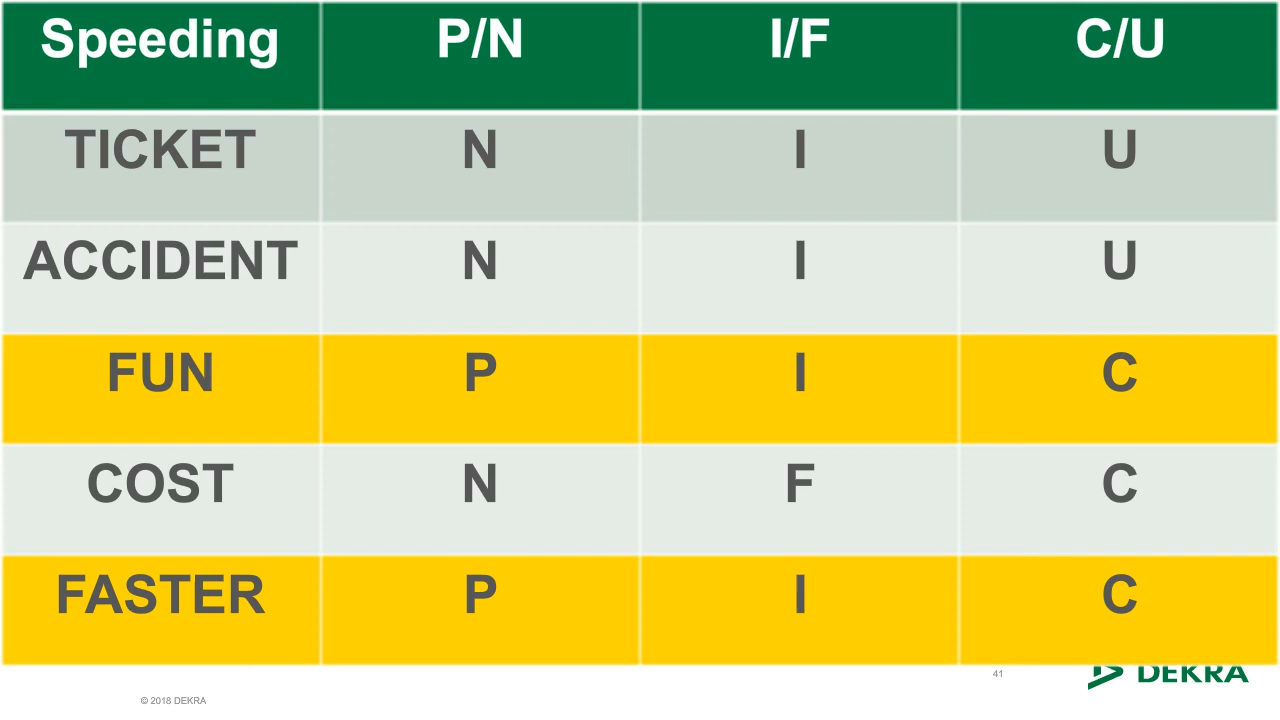 Speeding P/N I/F C/U
TICKET N I U
ACCIDENT N I U
FUN P I C
COST N F C
FASTER P I C
41
DEKRA
© 2018 DEKRA